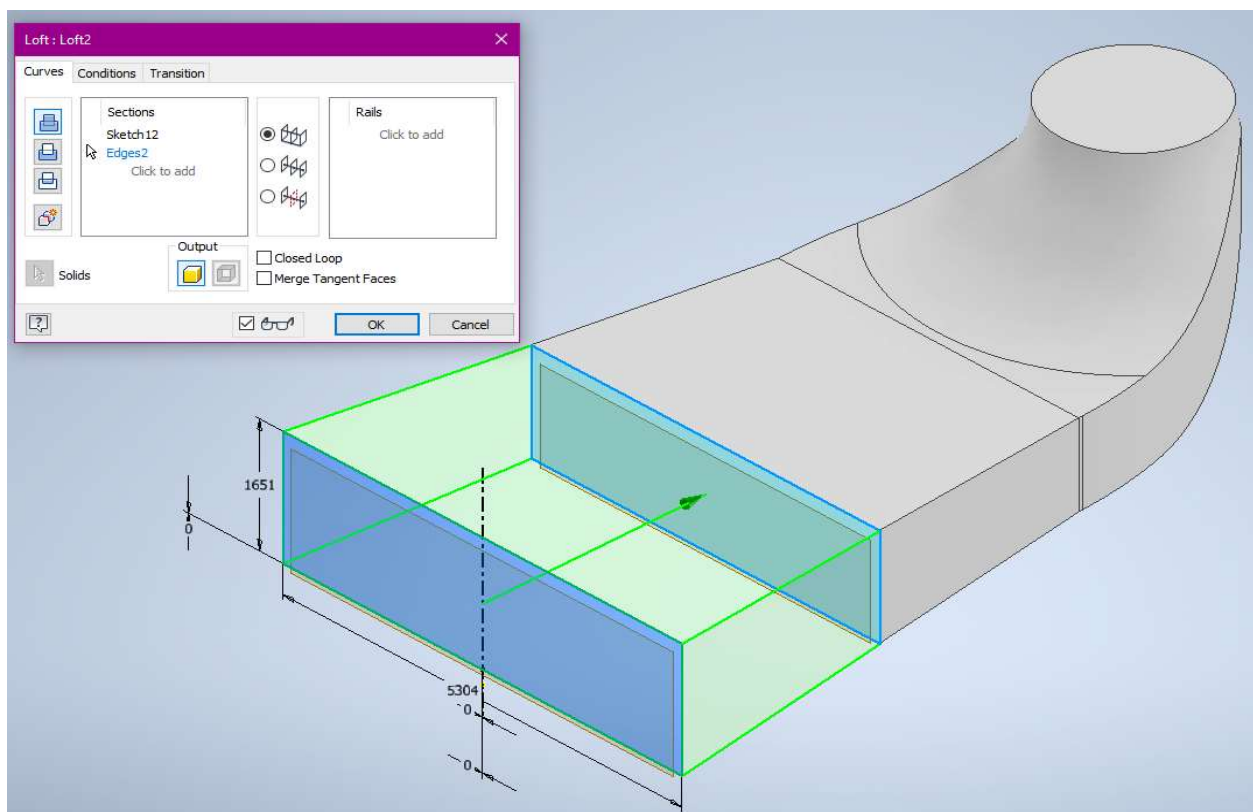 Loft : Loft2
Curves Conditions Transition
Sections
Sketch12
Edges2
Click to add
Rails
Click to add
Output
Solids
Closed Loop
Merge Tangent Faces
?
OK
Cancel
1651
0
5304
0
0